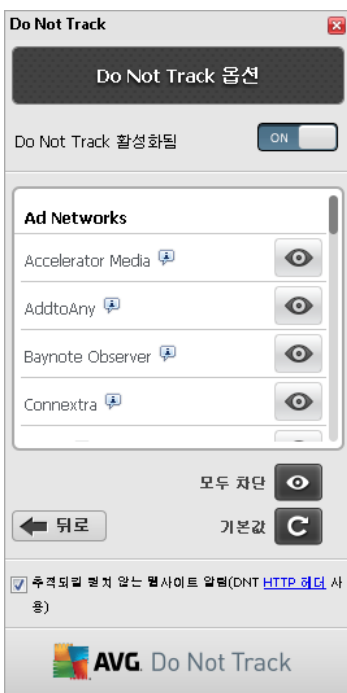 Do Not Track
Do Not Track 옵션
Do Not Track 활성화됨
ON
Ad Networks
Accelerator Media
AddtoAny
Baynote Observer
Connextra
모두 차단
뒤로
기본값
추적되길 원치 않는 웹사이트 알림(DNT HTTP 헤더 사
용)
AVG. Do Not Track